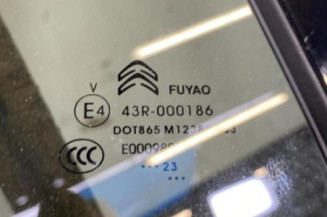 FUYAO
V
E4 43R-000186
DOT865
CCC
23